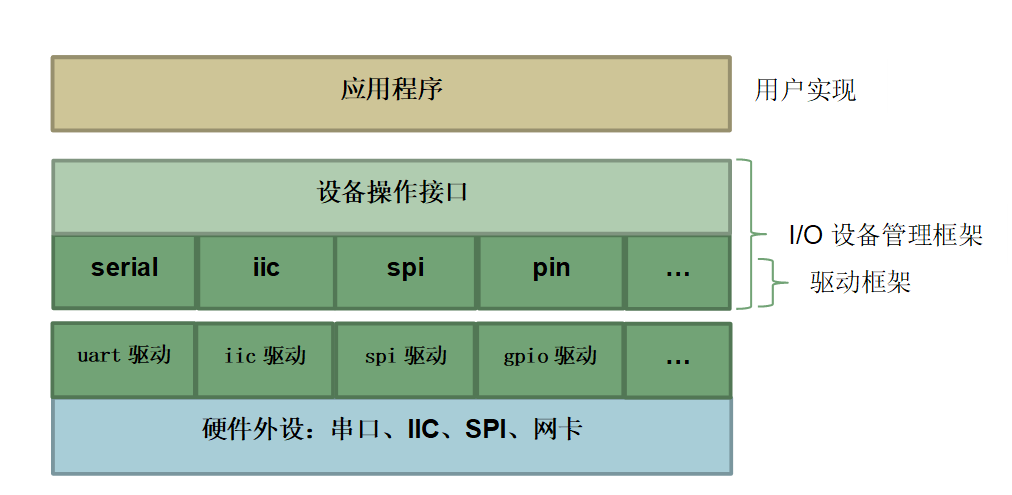 应用程序
用户实现
设备操作接口
I/O 设备管理框架
serial
iic
spi
pin
...
驱动框架
uart 驱动
iic 驱动
spi 驱动
gpio 驱动
...
硬件外设：串口、IIC、SPI、网卡